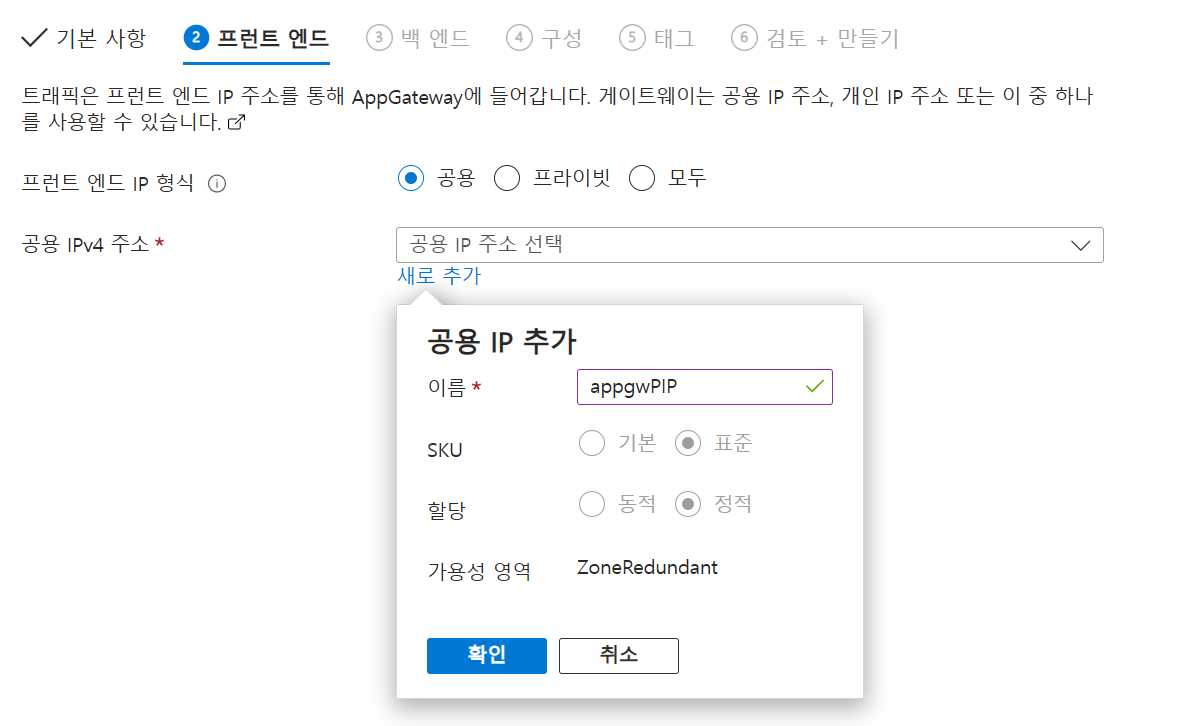 기본 사항 2 프런트 엔드 3 백 엔드 4 구성 5 태그 6 검토 + 만들기
트래픽은 프런트 엔드 IP 주소를 통해 AppGateway에 들어갑니다. 게이트웨이는 공용 IP 주소, 개인 IP 주소 또는 이 중 하나
를 사용할 수 있습니다.
프런트 엔드 IP 형식 공용 프라이빗 모두
공용 IPv4 주소 * 공용 IP 주소 선택
새로 추가
공용 IP 추가
이름 * appgwPIP
SKU 기본 표준
할당 동적 정적
가용성 영역 ZoneRedundant
확인 취소